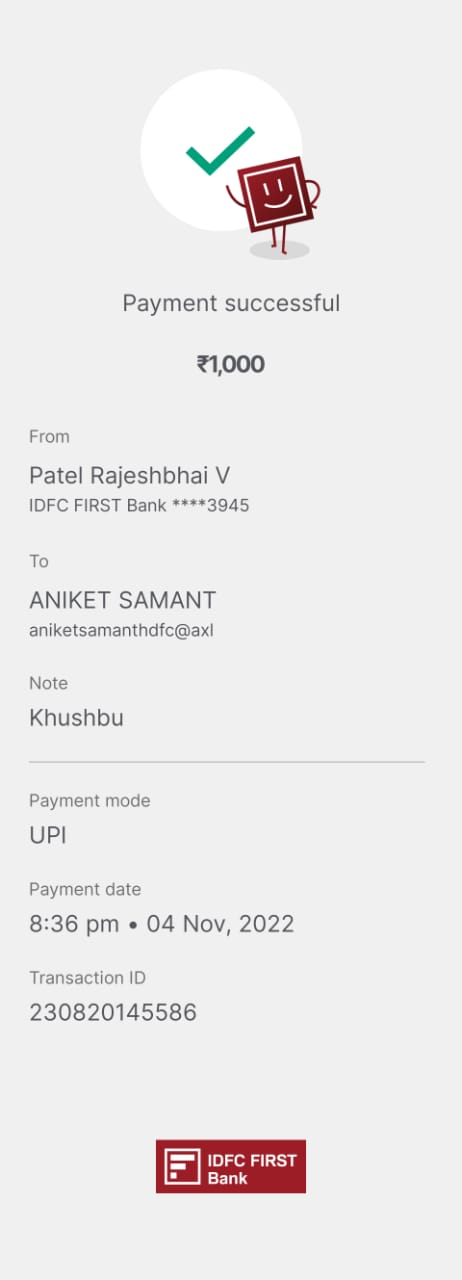 Payment successful
₹1,000
From
Patel Rajeshbhai V
IDFC FIRST Bank ****3945
To
ANIKET SAMANT
aniketsamanthdfc@axl
Note
Khushbu
Payment mode
UPI
Payment date
8:36 pm • 04 Nov, 2022
Transaction ID
230820145586
IDFC FIRST
Bank